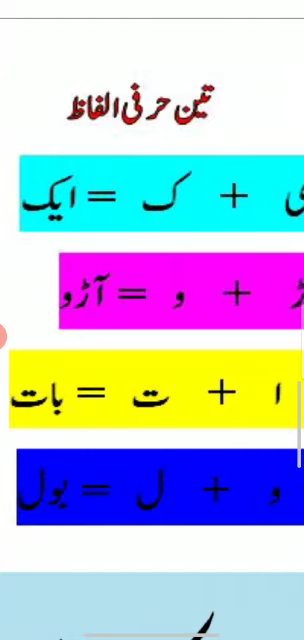 تین حرفی الفاظ
ی + ک = ایک
ڑ + و = آڑو
ا + ت = بات
و + ل = بول